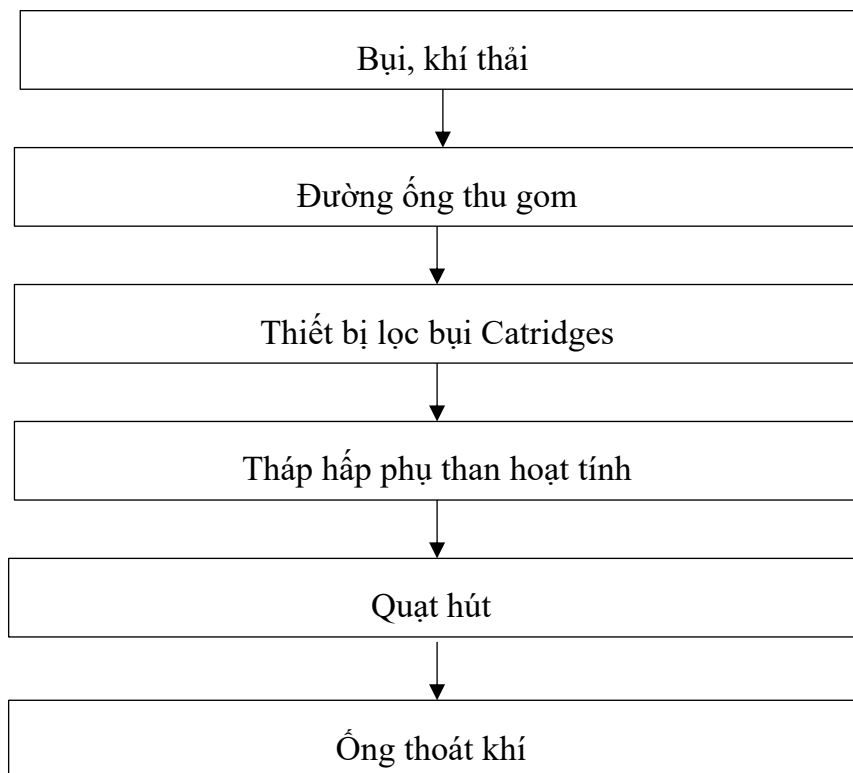 Bụi, khí thải
Đường ống thu gom
Thiết bị lọc bụi Catridges
Tháp hấp phụ than hoạt tính
Quạt hút
Ống thoát khí